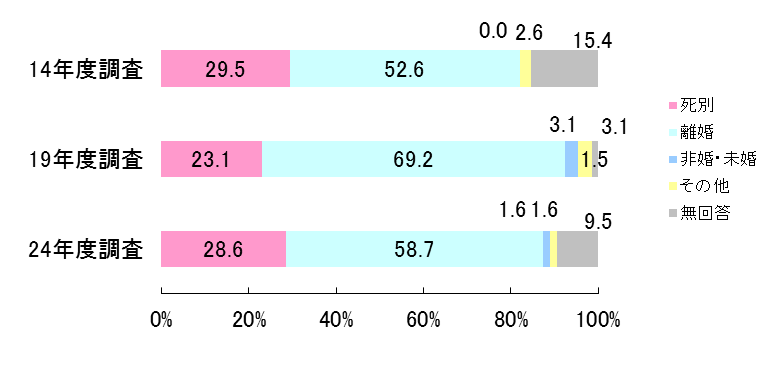 0.0 2.6 15.4
14年度調査 29.5 52.6
3.1 3.1
19年度調査 23.1 69.2 1.5
1.6 1.6 9.5
24年度調査 28.6 58.7
0% 20% 40% 60% 80% 100%
死別
離婚
非婚・未婚
その他
無回答